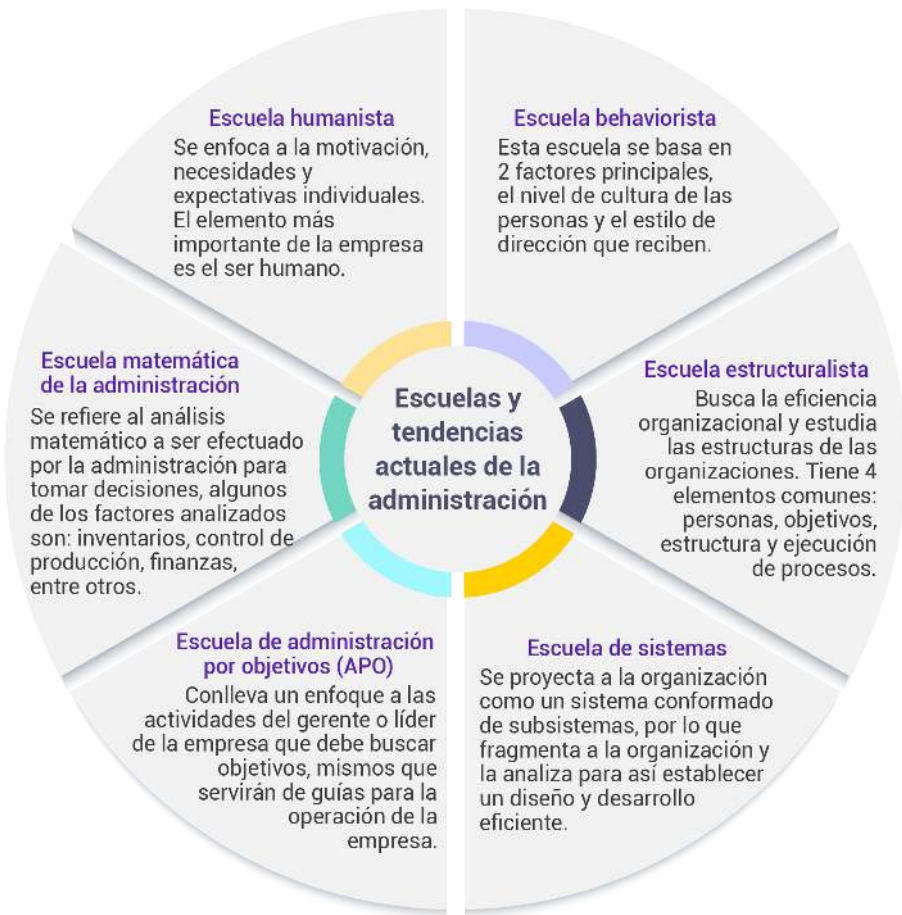 Escuela humanista
Se enfoca a la motivación,
necesidades y
expectativas individuales.
El elemento más
importante de la empresa
es el ser humano.
Escuela behaviorista
Esta escuela se basa en
2 factores principales,
el nivel de cultura de las
personas y el estilo de
dirección que reciben.
Escuela matemática
de la administración
Se refiere al análisis
matemático a ser efectuado
por la administración para
tomar decisiones, algunos
de los factores analizados
son: inventarios, control de
producción, finanzas,
entre otros.
Escuelas y
tendencias
actuales de la
administración
Escuela estructuralista
Busca la eficiencia
organizacional y estudia
las estructuras de las
organizaciones. Tiene 4
elementos comunes:
personas, objetivos,
estructura y ejecución
de procesos.
Escuela de administración
por objetivos (APO)
Conlleva un enfoque a las
actividades del gerente o líder
de la empresa que debe buscar
objetivos, mismos que
servirán de guías para la
operación de la
empresa.
Escuela de sistemas
Se proyecta a la organización
como un sistema conformado
de subsistemas, por lo que
fragmenta a la organización y
la analiza para así establecer
un diseño y desarrollo
eficiente.